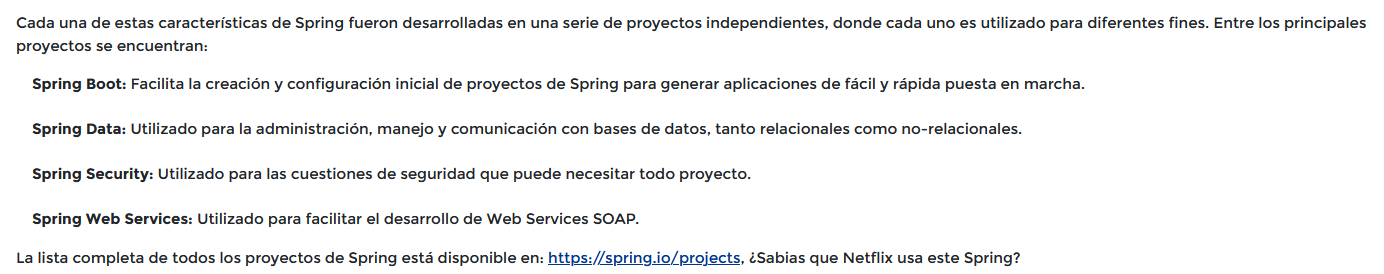 Cada una de estas características de Spring fueron desarrolladas en una serie de proyectos independientes, donde cada uno es utilizado para diferentes fines. Entre los principales
proyectos se encuentran:
Spring Boot: Facilita la creación y configuración inicial de proyectos de Spring para generar aplicaciones de fácil y rápida puesta en marcha.
Spring Data: Utilizado para la administración, manejo y comunicación con bases de datos, tanto relacionales como no-relacionales.
Spring Security: Utilizado para las cuestiones de seguridad que puede necesitar todo proyecto.
Spring Web Services: Utilizado para facilitar el desarrollo de Web Services SOAP.
La lista completa de todos los proyectos de Spring está disponible en: https://spring.io/projects, ¿Sabias que Netflix usa este Spring?